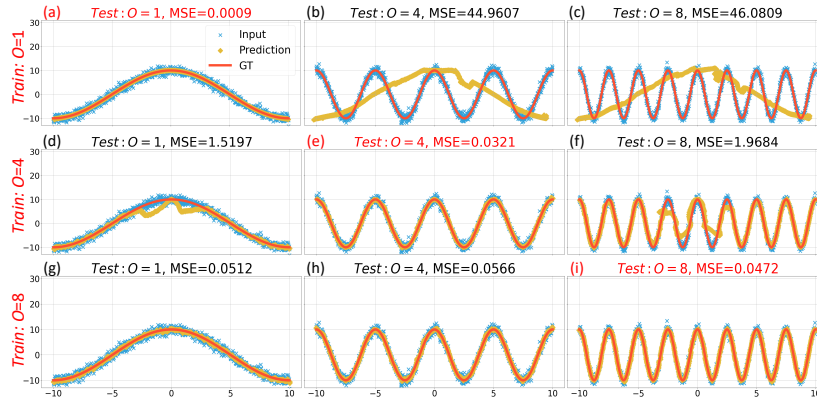 (a) Test: O = 1, MSE=0.0009
(b) Test: O = 4, MSE=44.9607
(c) Test: O = 8, MSE=46.0809
Train: O=1
30
20
10
0
−10
Input
Prediction
GT
(d) Test: O = 1, MSE=1.5197
(e) Test: O = 4, MSE=0.0321
(f) Test: O = 8, MSE=1.9684
Train: O=4
30
20
10
0
−10
(g) Test: O = 1, MSE=0.0512
(h) Test: O = 4, MSE=0.0566
(i) Test: O = 8, MSE=0.0472
Train: O=8
30
20
10
0
−10
−10 −5 0 5 10
−10 −5 0 5 10
−10 −5 0 5 10